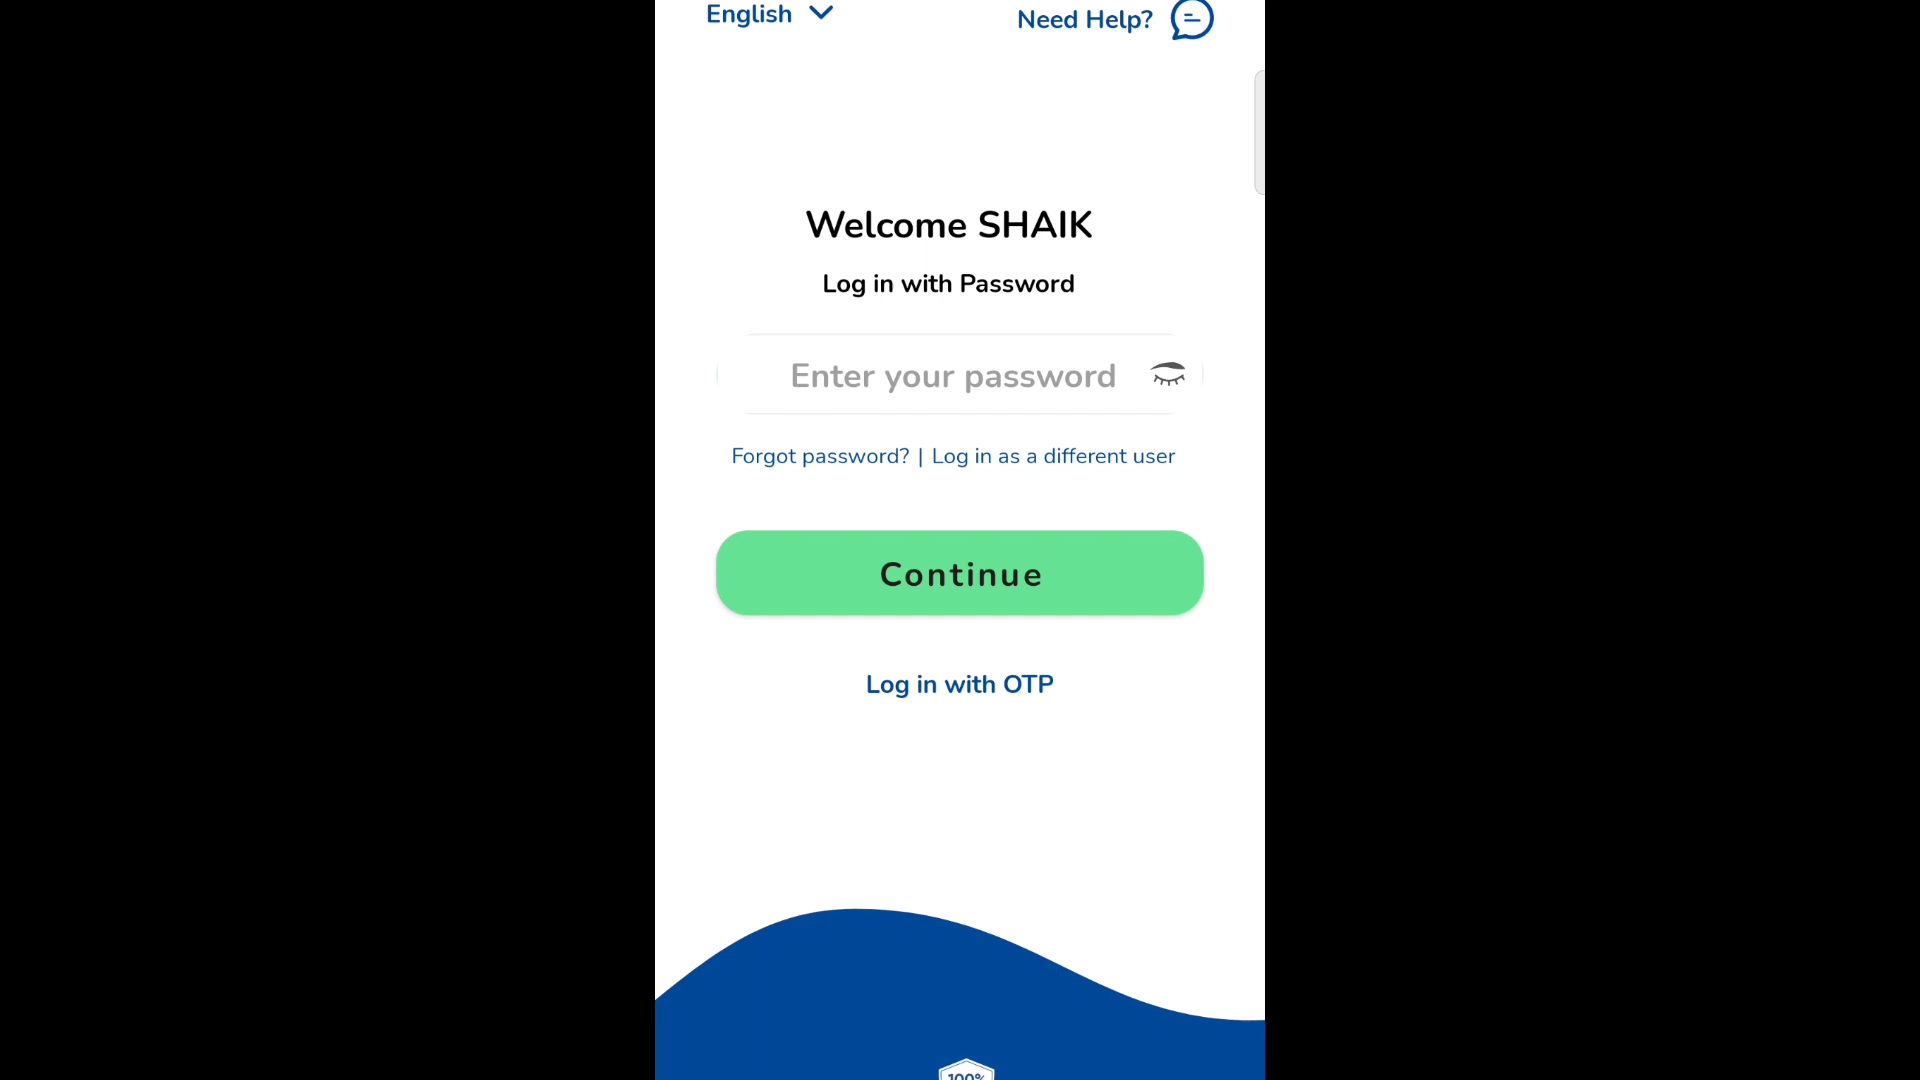 English
Need Help?
Welcome SHAIK
Log in with Password
Enter your password
Forgot password? | Log in as a different user
Continue
Log in with OTP
100%